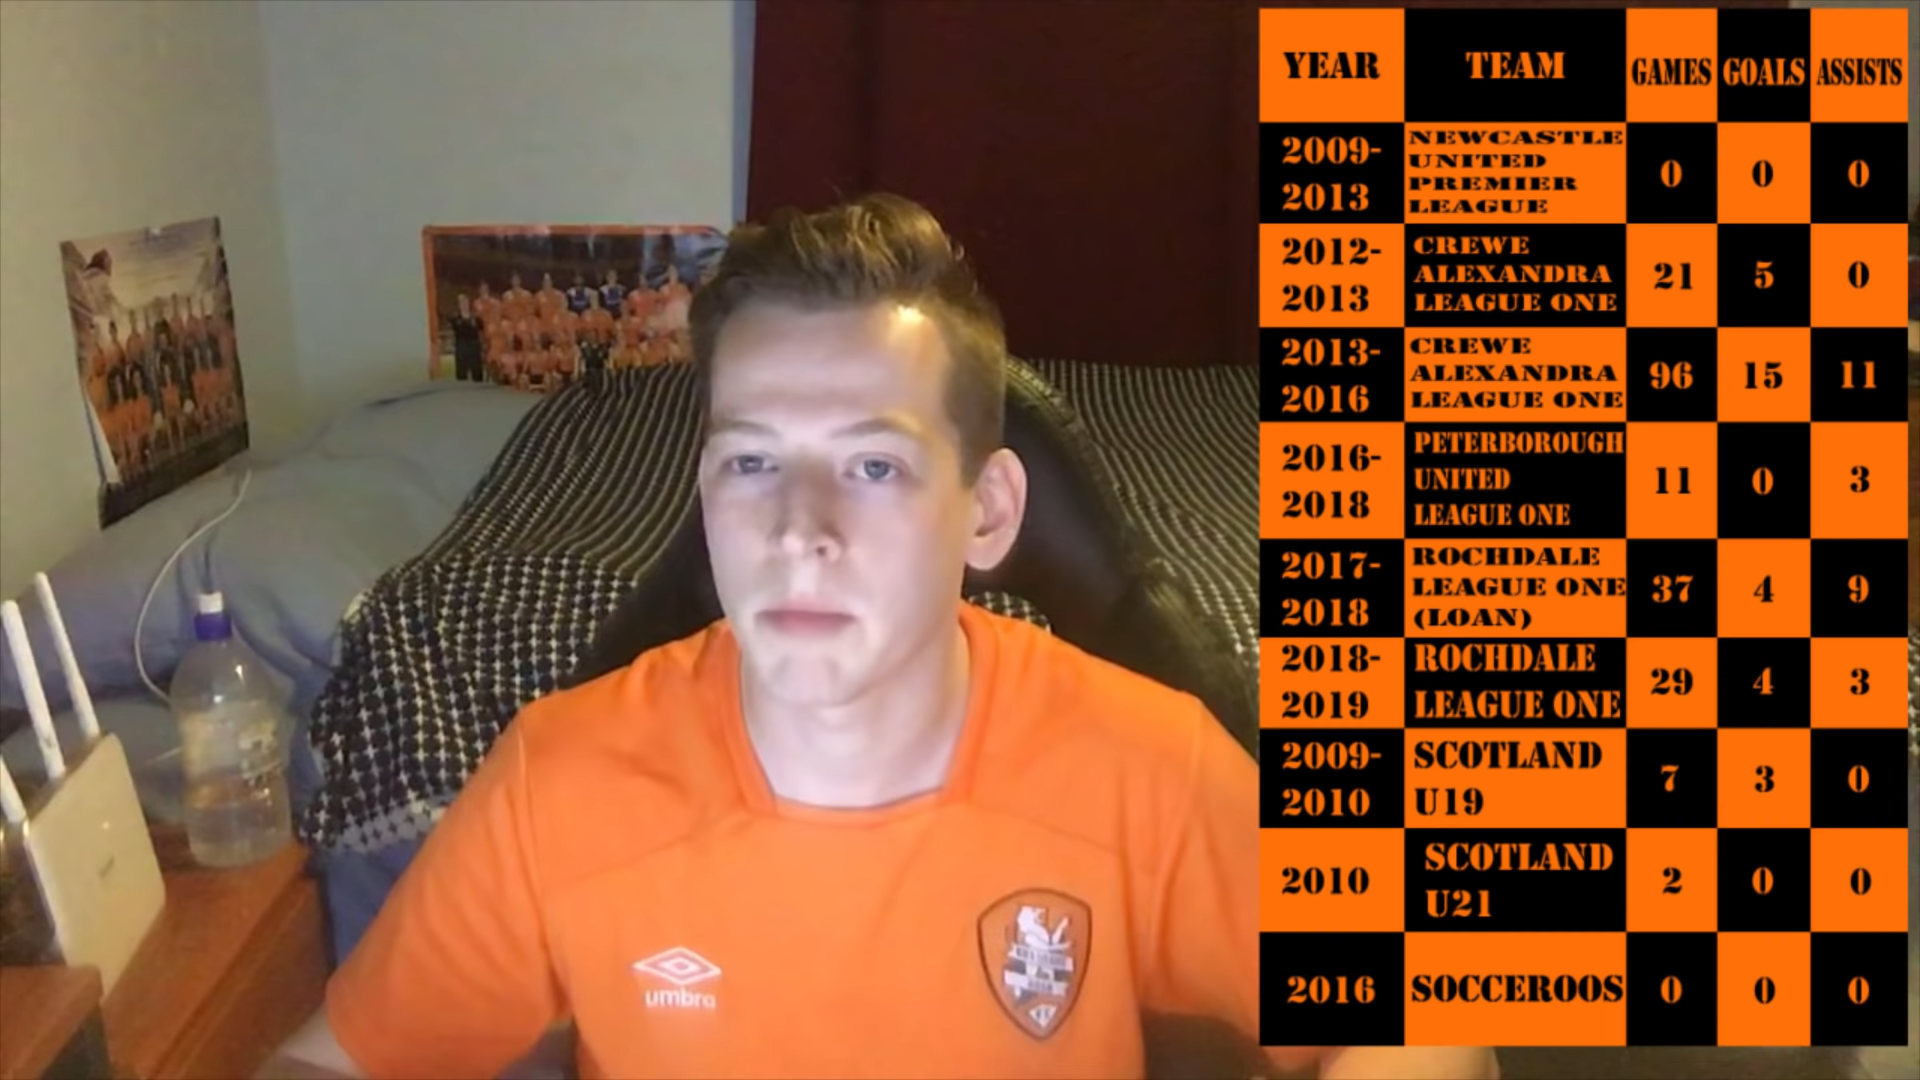 YEAR TEAM GAMES GOALS ASSISTS
2009-
2013
NEWCASTLE
UNITED
PREMIER
LEAGUE
0 0 0
2012-
2013
CREWE
ALEXANDRA
LEAGUE ONE
21 5 0
2013-
2016
CREWE
ALEXANDRA
LEAGUE ONE
96 15 11
2016-
2018
PETERBOROUGH
UNITED
LEAGUE ONE
11 0 3
2017-
2018
ROCHDALE
LEAGUE ONE
(LOAN)
37 4 9
2018-
2019
ROCHDALE
LEAGUE ONE
29 4 3
2009-
2010
SCOTLAND
U19
7 3 0
2010
SCOTLAND
U21
2 0 0
2016 SOCCEROOS 0 0 0
umbro